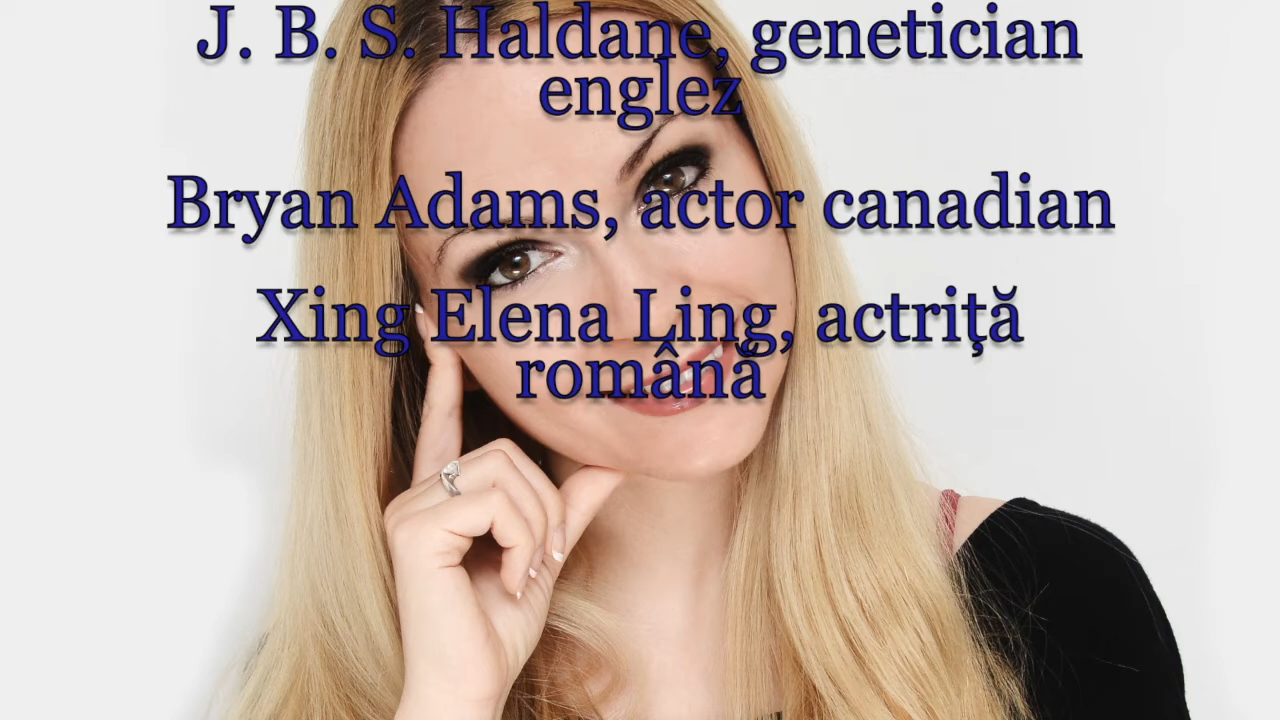 J. B. S. Haldane, genetician
englez
Bryan Adams, actor canadian
Xing Elena Ling, actriță
română